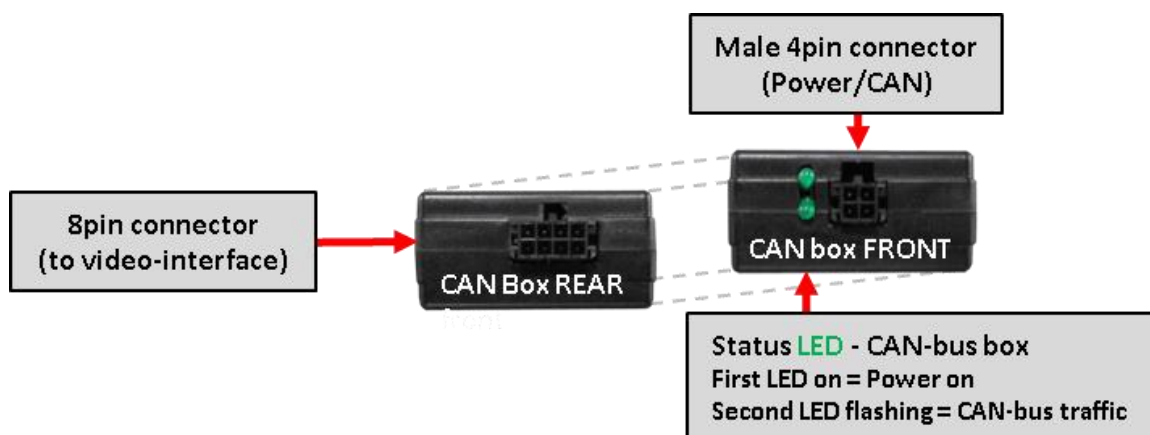 Male 4pin connector
(Power/CAN)
8pin connector
(to video-interface)
CAN Box REAR
front
CAN box FRONT
Status LED - CAN-bus box
First LED on = Power on
Second LED flashing = CAN-bus traffic